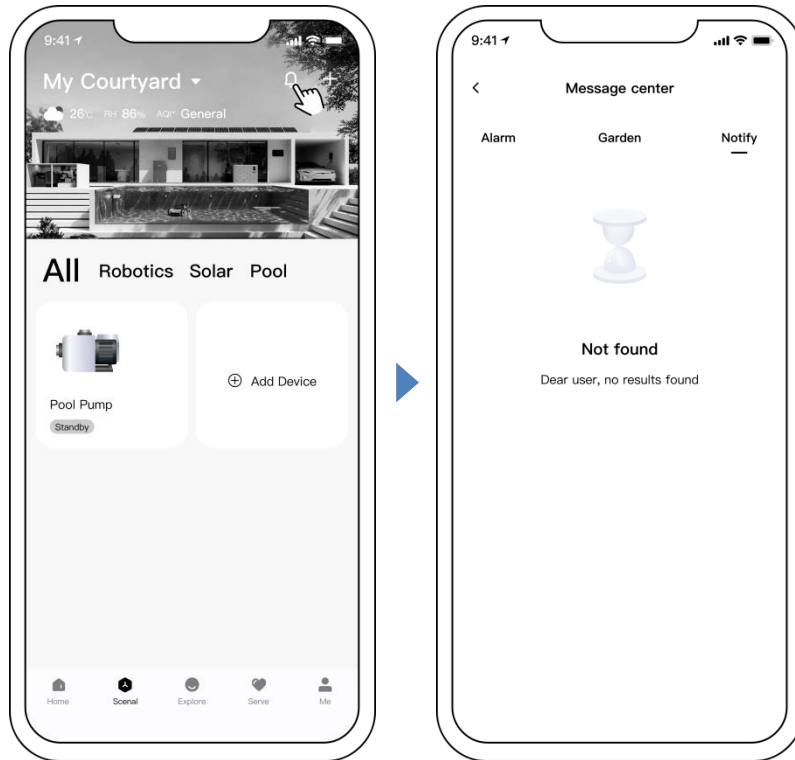 9:41
My Courtyard
26℃ RH 86% AQI* General
All Robotics Solar Pool
Pool Pump
Standby
Add Device
Home Scenal Explore Serve Me
9:41
Message center
Alarm Garden Notify
Not found
Dear user, no results found